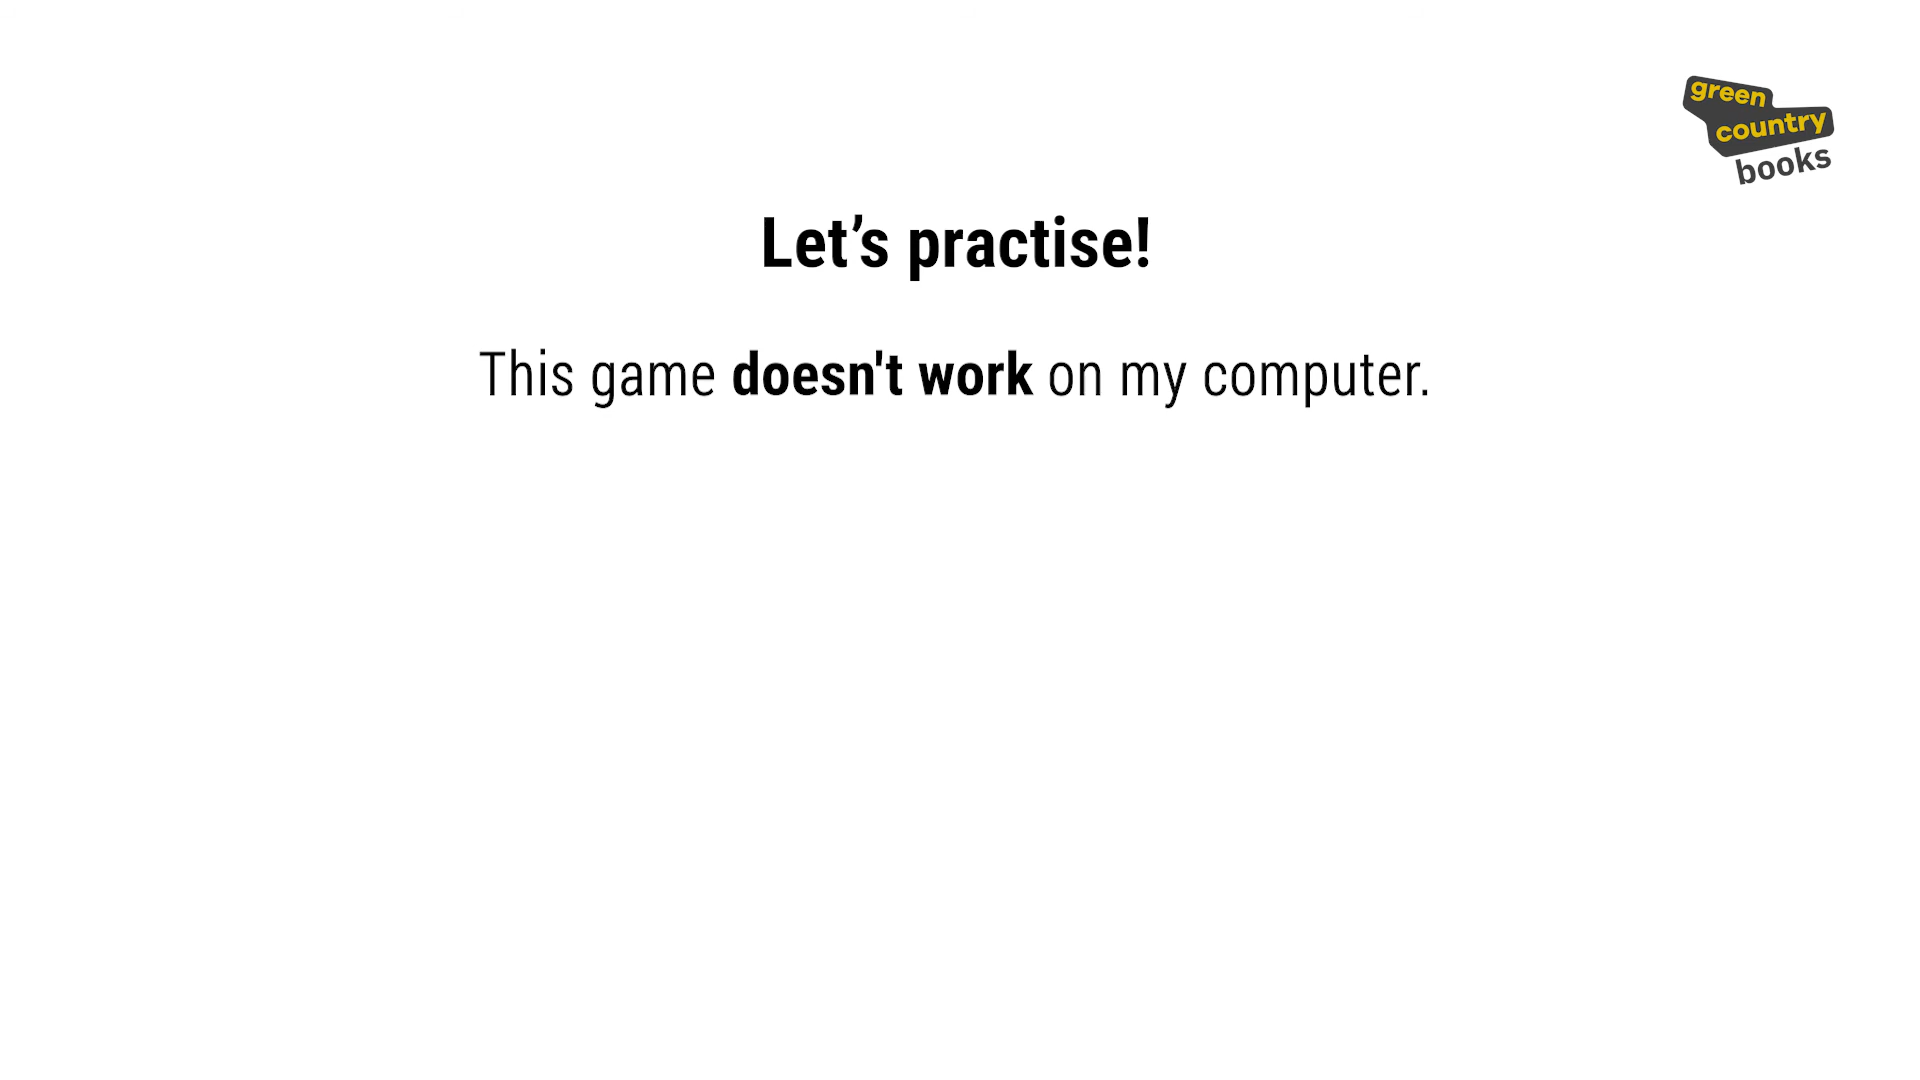 green
country
books
Let’s practise!
This game doesn't work on my computer.